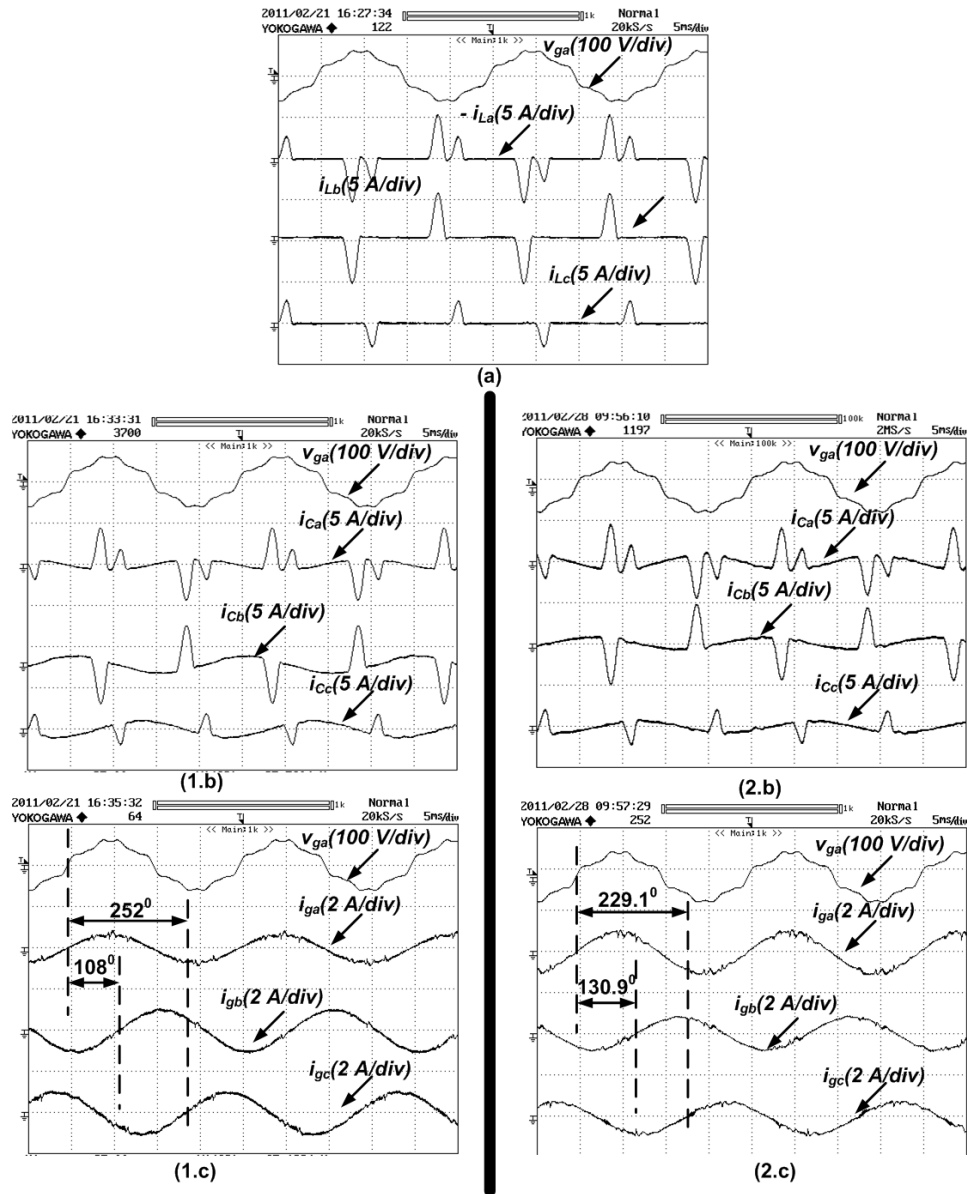 2011/02/21 16:27:34 1k Normal
YOKOGAWA ◆ 122 20kS/s 5ms/div
<< Main:1k >>
vga(100 V/div)
- iLa(5 A/div)
iLb(5 A/div)
iLc(5 A/div)
(a)
2011/02/21 16:33:31 1k Normal
YOKOGAWA ◆ 3700 20kS/s 5ms/div
<< Main:1k >>
vga(100 V/div)
iCa(5 A/div)
iCb(5 A/div)
iCc(5 A/div)
(1.b)
2011/02/28 09:56:10 100k Normal
YOKOGAWA ◆ 1197 2MS/s 5ms/div
<< Main:100k >>
vga(100 V/div)
iCa(5 A/div)
iCb(5 A/div)
iCc(5 A/div)
(2.b)
2011/02/21 16:35:32 1k Normal
YOKOGAWA ◆ 64 20kS/s 5ms/div
<< Main:1k >>
vga(100 V/div)
252⁰
iga(2 A/div)
108⁰
igb(2 A/div)
igc(2 A/div)
(1.c)
2011/02/28 09:57:29 1k Normal
YOKOGAWA ◆ 252 20kS/s 5ms/div
<< Main:1k >>
vga(100 V/div)
229.1⁰
iga(2 A/div)
130.9⁰
igb(2 A/div)
igc(2 A/div)
(2.c)